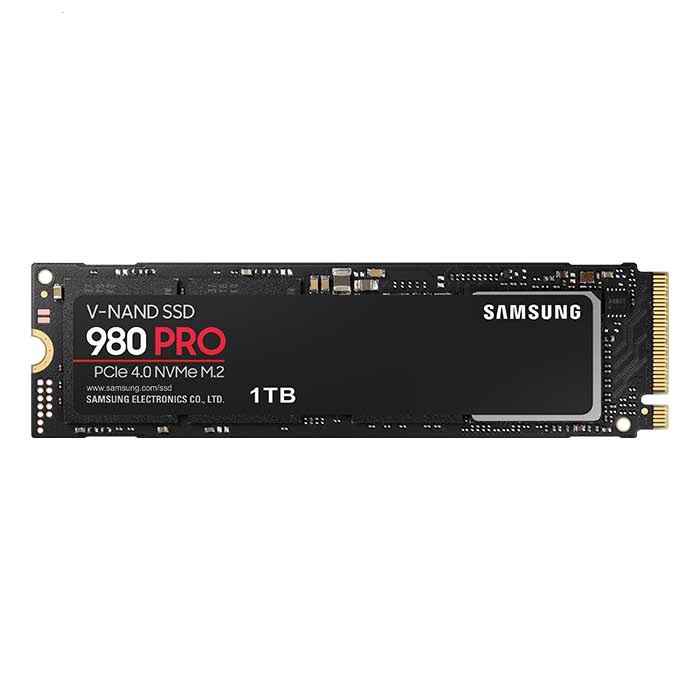 V-NAND SSD
980 PRO
PCIe 4.0 NVMe M.2
www.samsung.com/ssd
SAMSUNG ELECTRONICS CO., LTD.
1TB
SAMSUNG